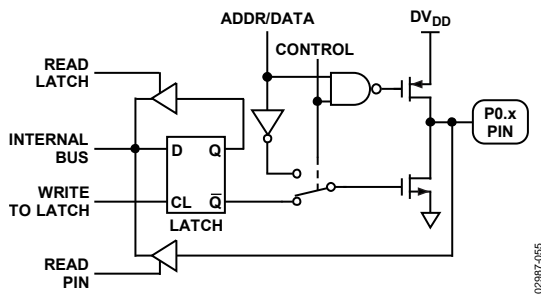 ADDR/DATA
DVDD
CONTROL
READ
LATCH
P0.x
PIN
INTERNAL
BUS
D Q
WRITE
TO LATCH
CL Q̅
LATCH
READ
PIN
02987-055